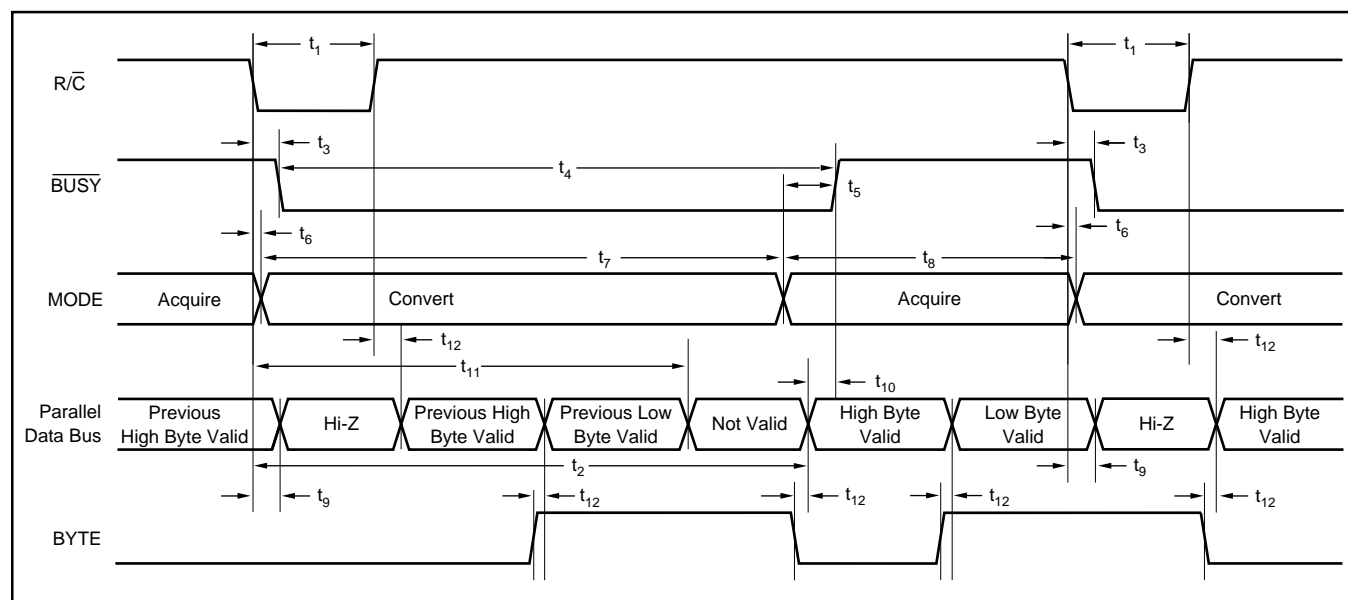 t1 t1
R/C̅
t3 t3
t4
B̅U̅S̅Y̅
t5
t6 t6
t7 t8
MODE Acquire Convert Acquire Convert
t12 t12
t11
t10
Parallel Data Bus
Previous High Byte Valid
Hi-Z
Previous High Byte Valid
Previous Low Byte Valid
Not Valid
High Byte Valid
Low Byte Valid
Hi-Z
High Byte Valid
t2
t9 t12 t12 t12 t9 t12
BYTE